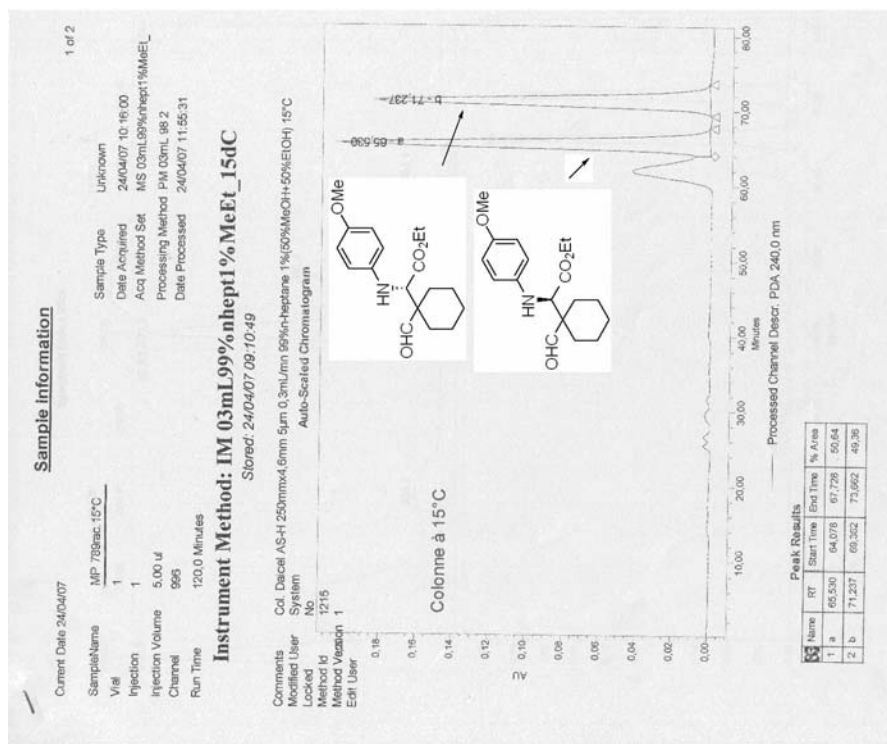 1 of 2
Sample Information
Current Date 24/04/07
SampleName MP 789rac.15°C Sample Type Unknown
Vial 1 Date Acquired 24/04/07 10:16:00
Injection 1 Acq Method Set MS 03mL99%nhept1%MeEt_
Injection Volume 5,00 ul Processing Method PM 03mL 98 2
Channel 996 Date Processed 24/04/07 11:55:31
Run Time 120,0 Minutes
Instrument Method: IM 03mL99%nhept1%MeEt_15dC
Stored: 24/04/07 09:10:49
Comments Col. Daicel AS-H 250mmx4,6mm 5µm 0,3mL/mn 99%n-heptane 1%(50%MeOH+50%EtOH) 15°C
Modified User System
Locked No
Method Id 1215
Method Version 1
Edit User
Auto-Scaled Chromatogram
Colonne à 15°C
a - 65,530
b - 71,237
OMe
HN
OHC
CO2Et
OMe
HN
OHC
CO2Et
AU
0,18
0,16
0,14
0,12
0,10
0,08
0,06
0,04
0,02
0,00
10,00 20,00 30,00 40,00 50,00 60,00 70,00 80,00
Minutes
Processed Channel Descr. PDA 240,0 nm
Peak Results
Name RT Start Time End Time % Area
1 a 65,530 64,078 67,728 50,64
2 b 71,237 69,362 73,662 49,36